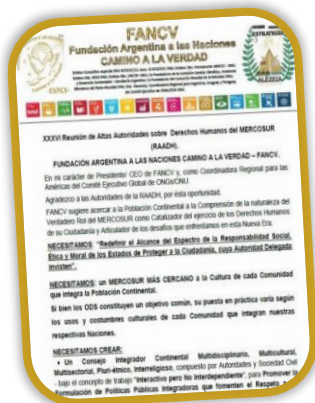 FANCV
Fundación Argentina a las Naciones
CAMINO A LA VERDAD
ESTRATEGIA
FANCV
ALEZEIA
XXXVI Reunión de Altas Autoridades sobre Derechos Humanos del MERCOSUR
(RAADH).
FUNDACIÓN ARGENTINA A LAS NACIONES CAMINO A LA VERDAD – FANCV.
En mi carácter de Presidente/ CEO de FANCV y, como Coordinadora Regional para las
Américas del Comité Ejecutivo Global de ONGs/ONU.
Agradezco a las Autoridades de la RAADH, por esta oportunidad.
FANCV sugiere acercar a la Población Continental a la Comprensión de la naturaleza del
Verdadero Rol del MERCOSUR como Catalizador del ejercicio de los Derechos Humanos
de su Ciudadanía y Articulador de los desafíos que enfrentamos en esta Nueva Era.
NECESITAMOS: "Redefinir el Alcance del Espectro de la Responsabilidad Social,
Ética y Moral de los Estados de Proteger a la Ciudadanía, cuya Autoridad Delegada
Invisten".
NECESITAMOS: un MERCOSUR MÁS CERCANO a la Cultura de cada Comunidad
que integra la Población Continental.
Si bien los ODS constituyen un objetivo común, su puesta en práctica varía según
los usos y costumbres culturales de cada Comunidad que integran nuestras
respectivas Naciones.
NECESITAMOS CREAR:
• Un Consejo Integrador Continental Multidisciplinario, Multicultural,
Multisectorial, Pluri-étnico, Interreligioso, compuesto por Autoridades y Sociedad Civil
- bajo el concepto de trabajo "Interactivo pero No Interdependiente", para Promover la
Formulación de Políticas Públicas Integradoras que fomenten el Respeto